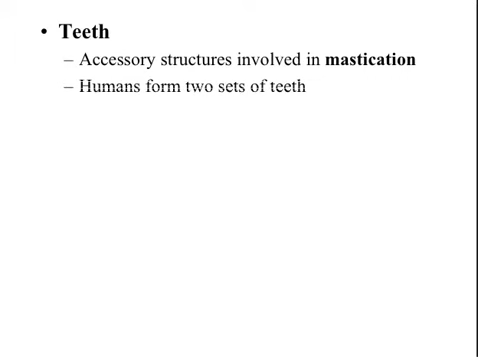 • Teeth
– Accessory structures involved in mastication
– Humans form two sets of teeth